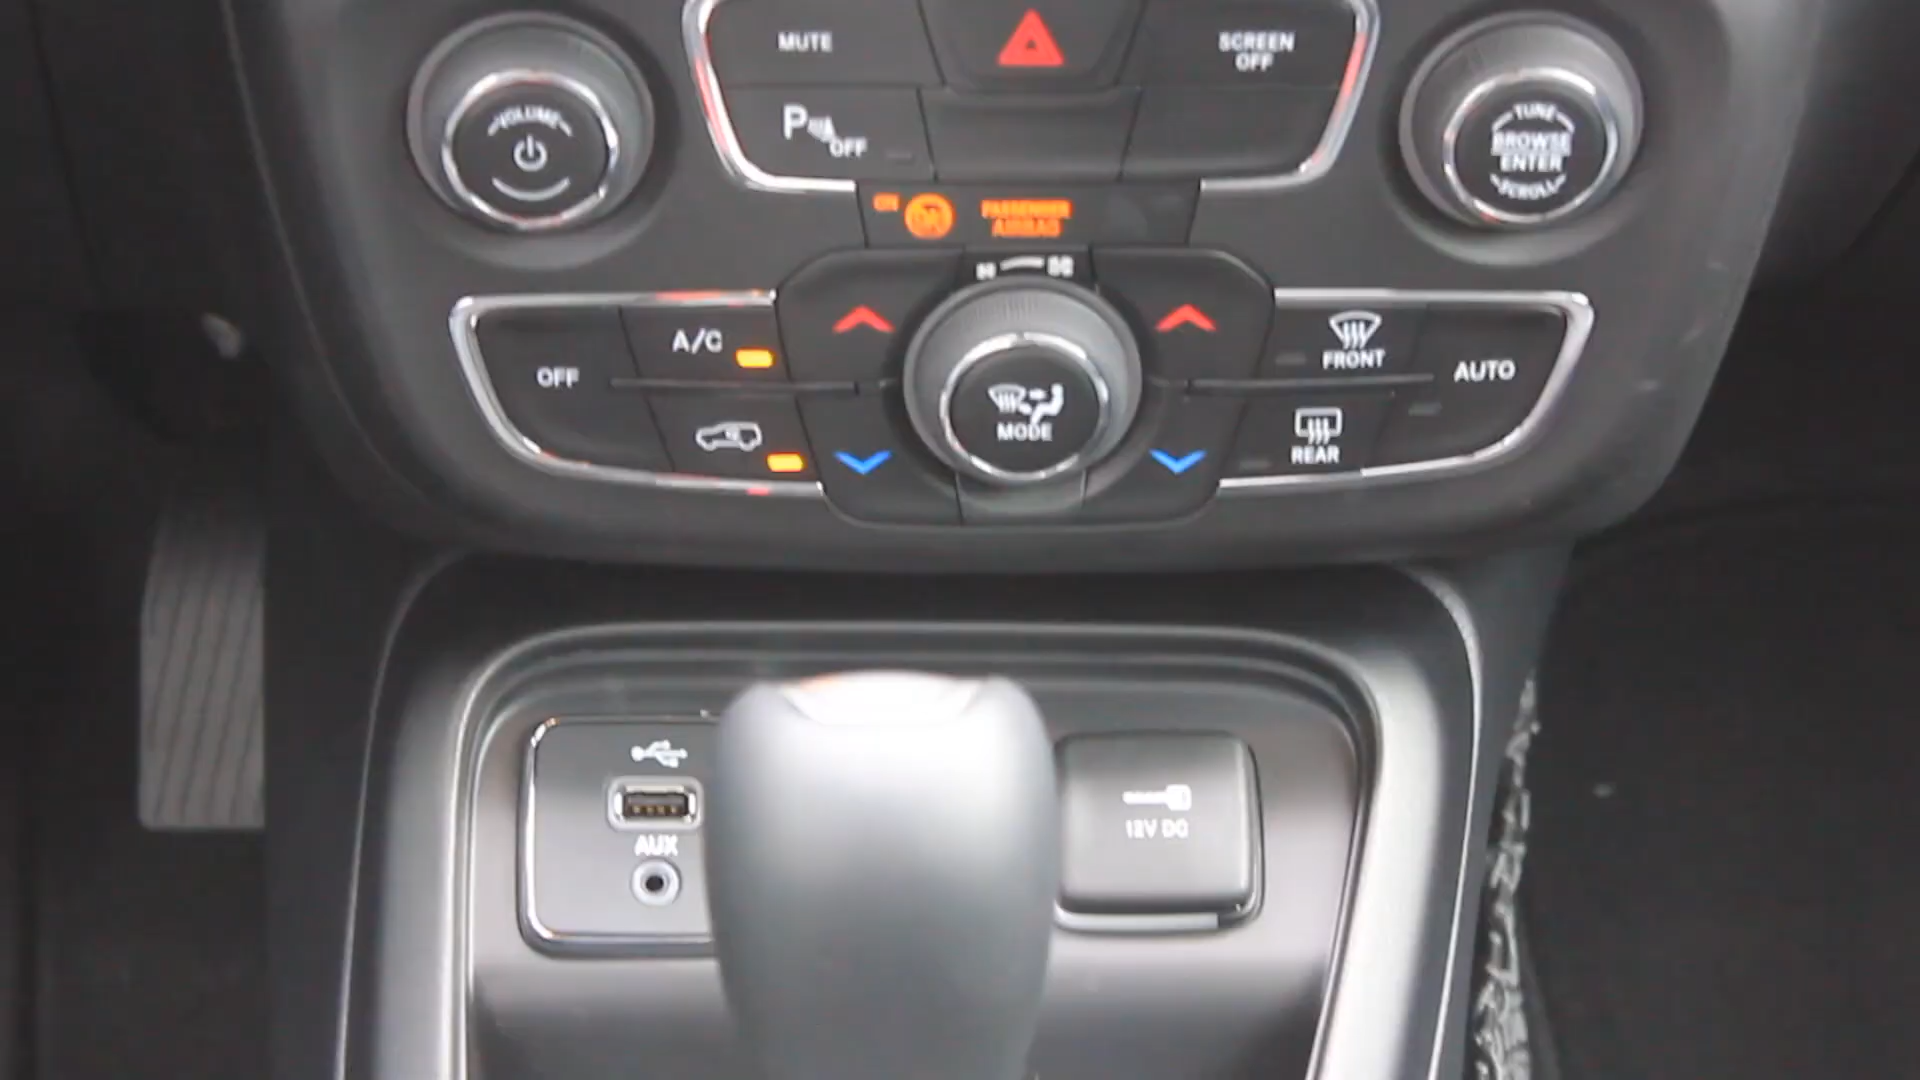 MUTE
SCREEN
OFF
VOLUME
P
OFF
TUNE
BROWSE
ENTER
SCROLL
PASSENGER
AIRBAG
OFF
A/C
MODE
FRONT
AUTO
REAR
AUX
12V DC